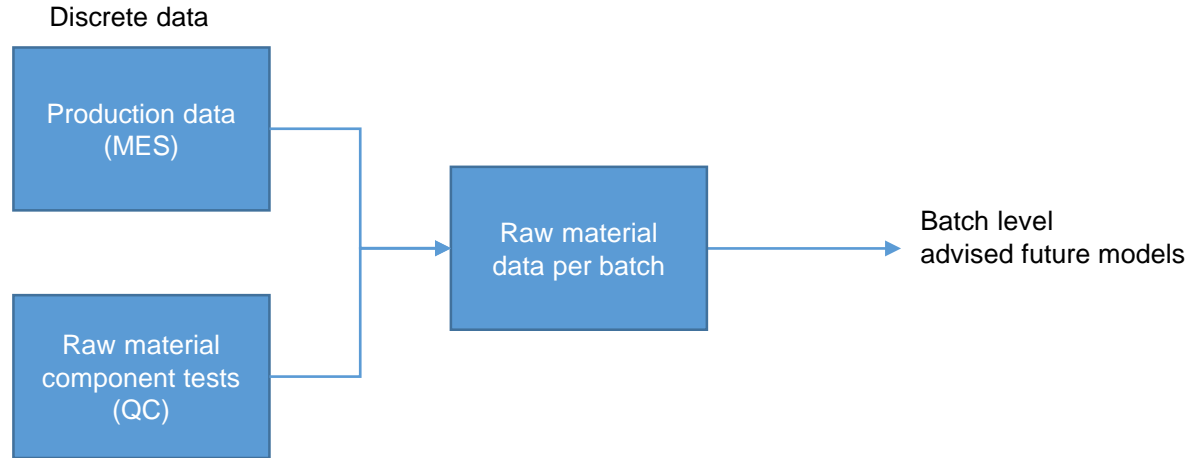 Discrete data
Production data
(MES)
Raw material
component tests
(QC)
Raw material
data per batch
Batch level
advised future models